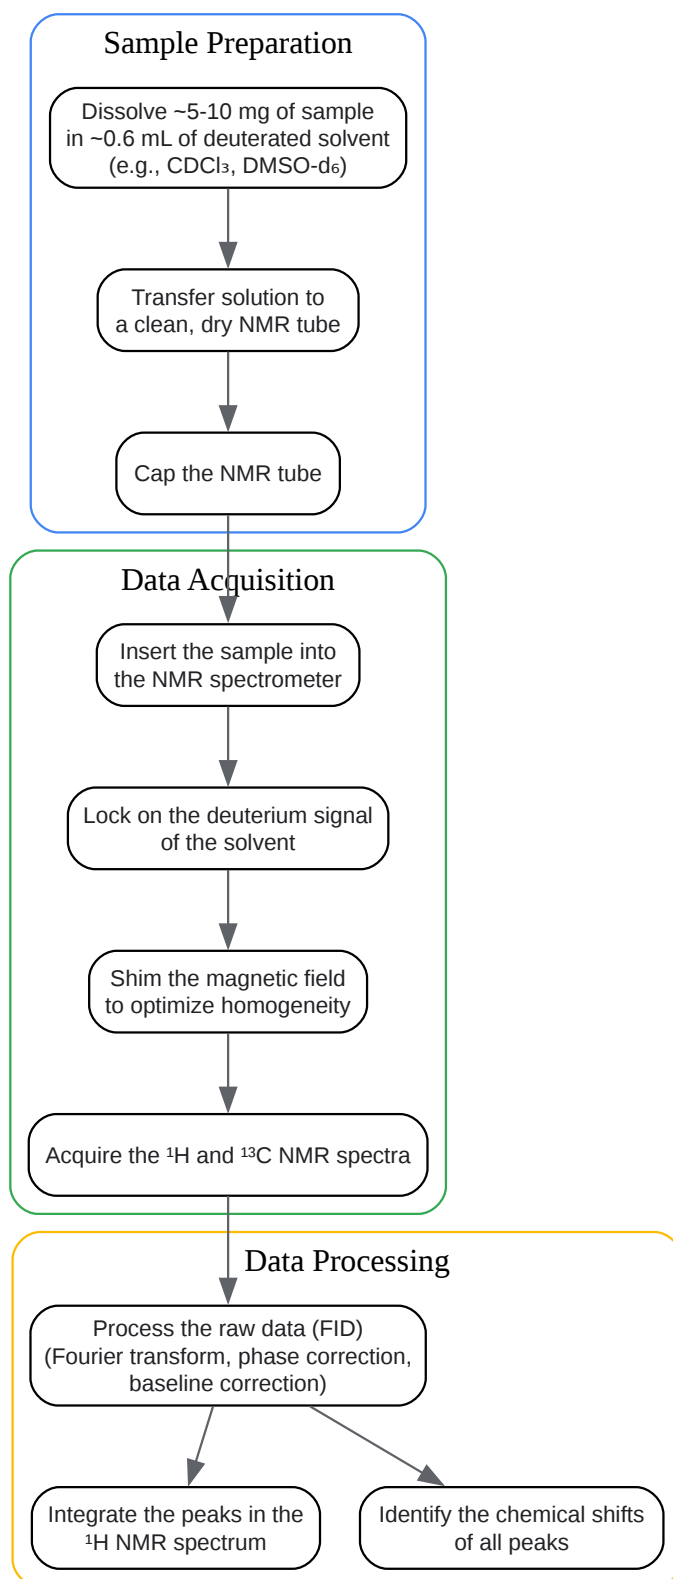 Sample Preparation
Dissolve ~5-10 mg of sample
in ~0.6 mL of deuterated solvent
(e.g., CDCl₃, DMSO-d₆)
Transfer solution to
a clean, dry NMR tube
Cap the NMR tube
Data Acquisition
Insert the sample into
the NMR spectrometer
Lock on the deuterium signal
of the solvent
Shim the magnetic field
to optimize homogeneity
Acquire the ¹H and ¹³C NMR spectra
Data Processing
Process the raw data (FID)
(Fourier transform, phase correction,
baseline correction)
Integrate the peaks in the
¹H NMR spectrum
Identify the chemical shifts
of all peaks